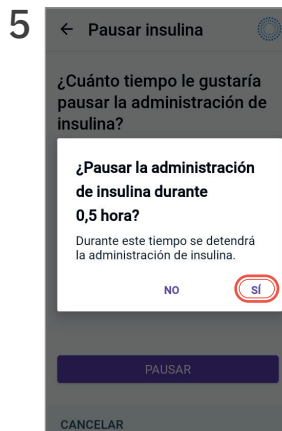 5
Pausar insulina
¿Cuánto tiempo le gustaría
pausar la administración de
insulina?
¿Pausar la administración
de insulina durante
0,5 hora?
Durante este tiempo se detendrá
la administración de insulina.
NO SÍ
PAUSAR
CANCELAR